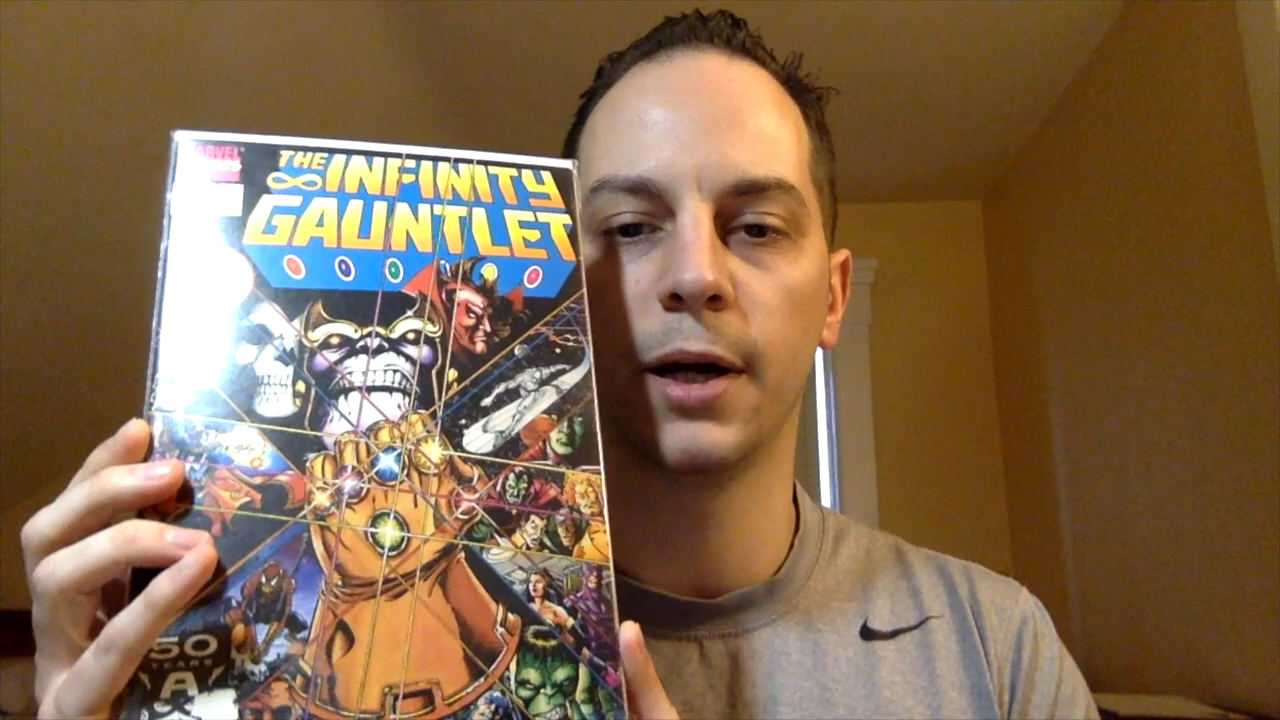 MARVEL
THE
INFINITY
GAUNTLET
50
YEARS